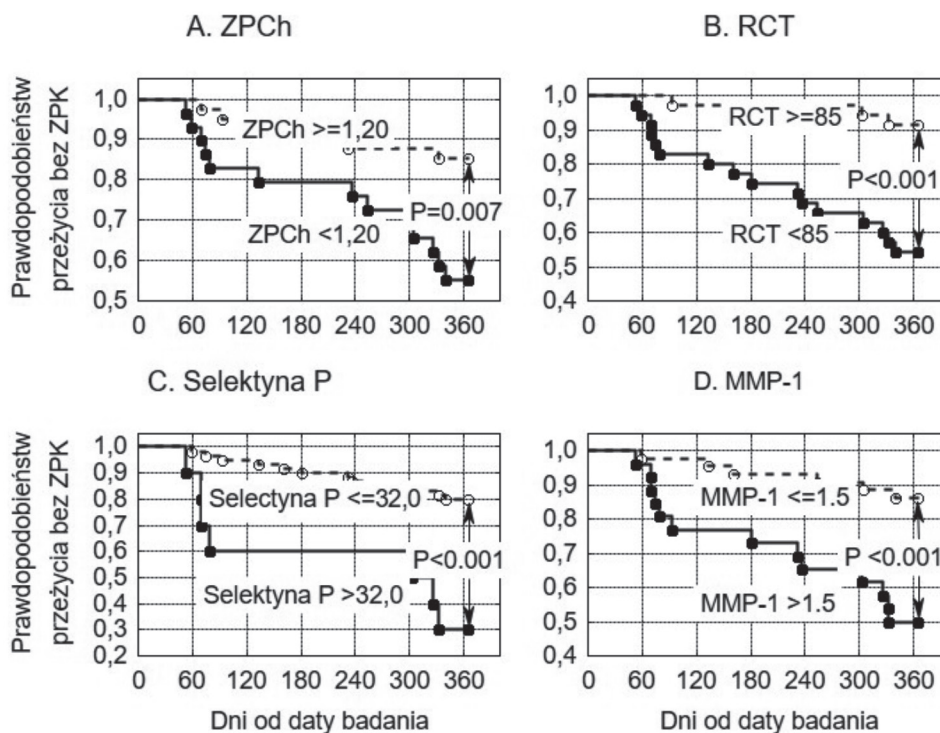 A. ZPCh
B. RCT
Prawdopodobieństw
przeżycia bez ZPK
1,0
0,9
0,8
0,7
0,6
0,5
ZPCh >=1,20
P=0.007
ZPCh <1,20
0 60 120 180 240 300 360
1,0
0,9
0,8
0,7
0,6
0,5
0,4
RCT >=85
P<0.001
RCT <85
0 60 120 180 240 300 360
C. Selektyna P
D. MMP-1
Prawdopodobieństw
przeżycia bez ZPK
1,0
0,9
0,8
0,7
0,6
0,5
0,4
0,3
0,2
Selectyna P <=32,0
P<0.001
Selektyna P >32,0
0 60 120 180 240 300 360
Dni od daty badania
1,0
0,9
0,8
0,7
0,6
0,5
0,4
MMP-1 <=1.5
P <0.001
MMP-1 >1.5
0 60 120 180 240 300 360
Dni od daty badania